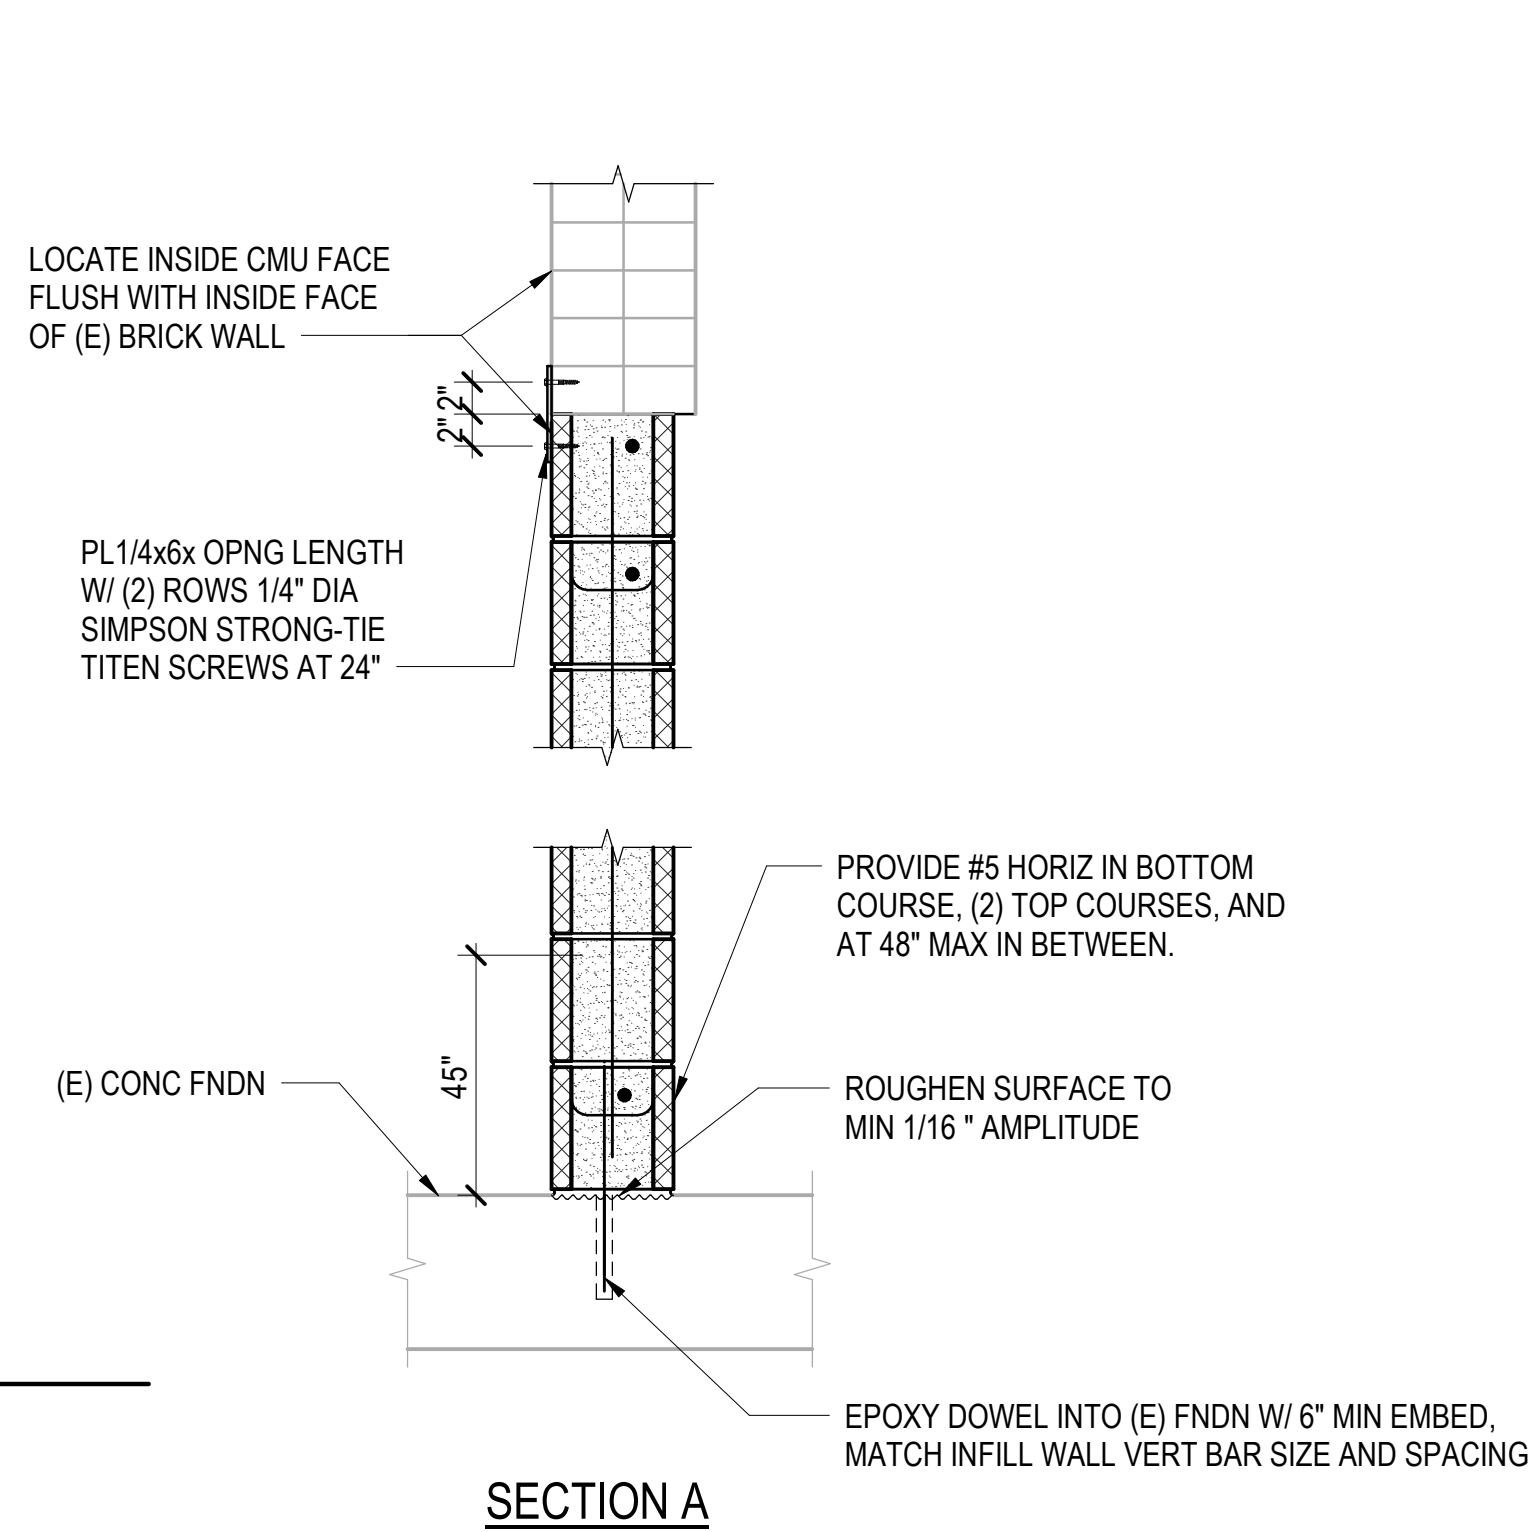 LOCATE INSIDE CMU FACE
FLUSH WITH INSIDE FACE
OF (E) BRICK WALL
2"
2"
PL1/4x6x OPNG LENGTH
W/ (2) ROWS 1/4" DIA
SIMPSON STRONG-TIE
TITEN SCREWS AT 24"
PROVIDE #5 HORIZ IN BOTTOM
COURSE, (2) TOP COURSES, AND
AT 48" MAX IN BETWEEN.
45"
(E) CONC FNDN
ROUGHEN SURFACE TO
MIN 1/16 " AMPLITUDE
EPOXY DOWEL INTO (E) FNDN W/ 6" MIN EMBED,
MATCH INFILL WALL VERT BAR SIZE AND SPACING
SECTION A